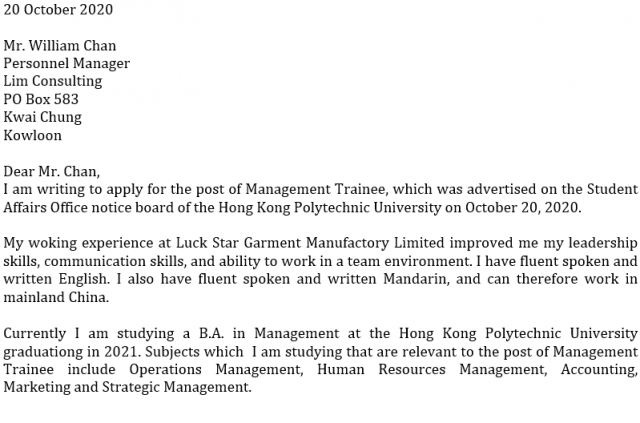 20 October 2020
Mr. William Chan
Personnel Manager
Lim Consulting
PO Box 583
Kwai Chung
Kowloon
Dear Mr. Chan,
I am writing to apply for the post of Management Trainee, which was advertised on the Student
Affairs Office notice board of the Hong Kong Polytechnic University on October 20, 2020.
My woking experience at Luck Star Garment Manufactory Limited improved me my leadership
skills, communication skills, and ability to work in a team environment. I have fluent spoken and
written English. I also have fluent spoken and written Mandarin, and can therefore work in
mainland China.
Currently I am studying a B.A. in Management at the Hong Kong Polytechnic University
graduationg in 2021. Subjects which I am studying that are relevant to the post of Management
Trainee include Operations Management, Human Resources Management, Accounting,
Marketing and Strategic Management.